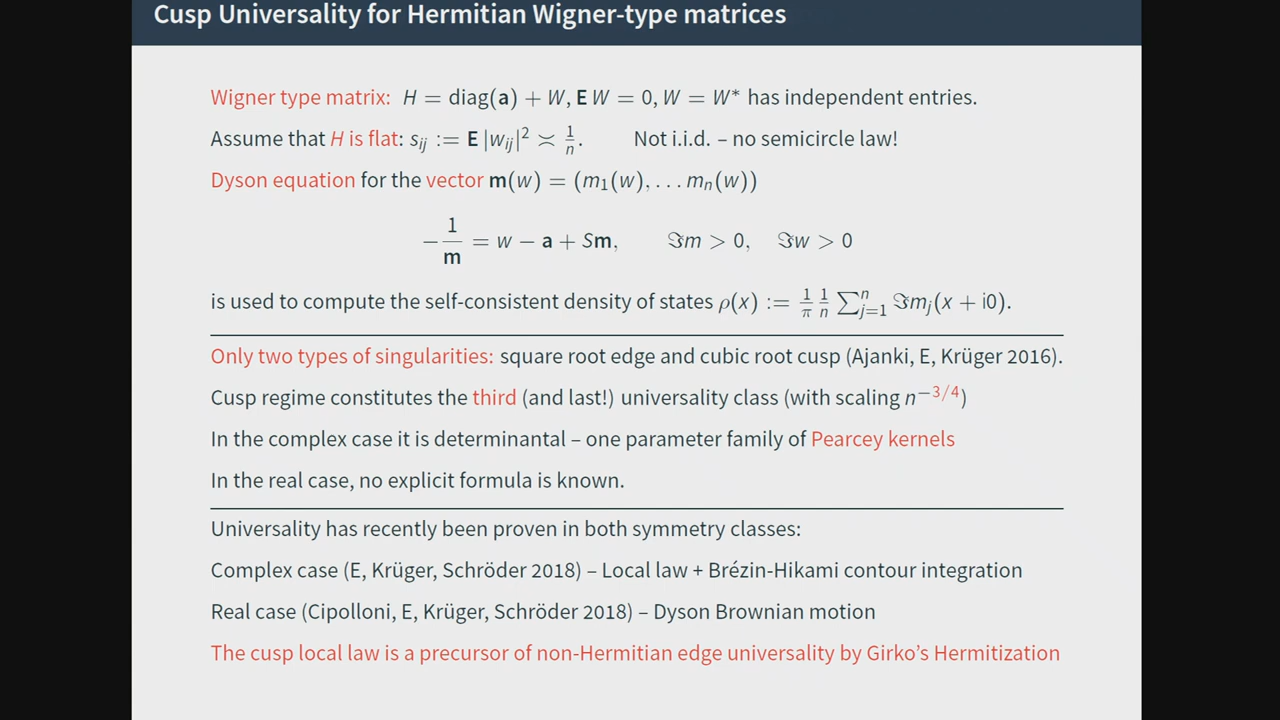 Cusp Universality for Hermitian Wigner-type matrices
Wigner type matrix: H = diag(a) + W, E W = 0, W = W* has independent entries.
Assume that H is flat: s_{ij} := E |w_{ij}|² ≍ 1/n. Not i.i.d. – no semicircle law!
Dyson equation for the vector m(w) = (m₁(w), . . . mₙ(w))
−1/m = w − a + Sm, ℑm > 0, ℑw > 0
is used to compute the self-consistent density of states ρ(x) := 1/π 1/n ∑_{j=1}^{n} ℑm_j(x + i0).
Only two types of singularities: square root edge and cubic root cusp (Ajanki, E, Krüger 2016).
Cusp regime constitutes the third (and last!) universality class (with scaling n^{−3/4})
In the complex case it is determinantal – one parameter family of Pearcey kernels
In the real case, no explicit formula is known.
Universality has recently been proven in both symmetry classes:
Complex case (E, Krüger, Schröder 2018) – Local law + Brézin-Hikami contour integration
Real case (Cipolloni, E, Krüger, Schröder 2018) – Dyson Brownian motion
The cusp local law is a precursor of non-Hermitian edge universality by Girko’s Hermitization